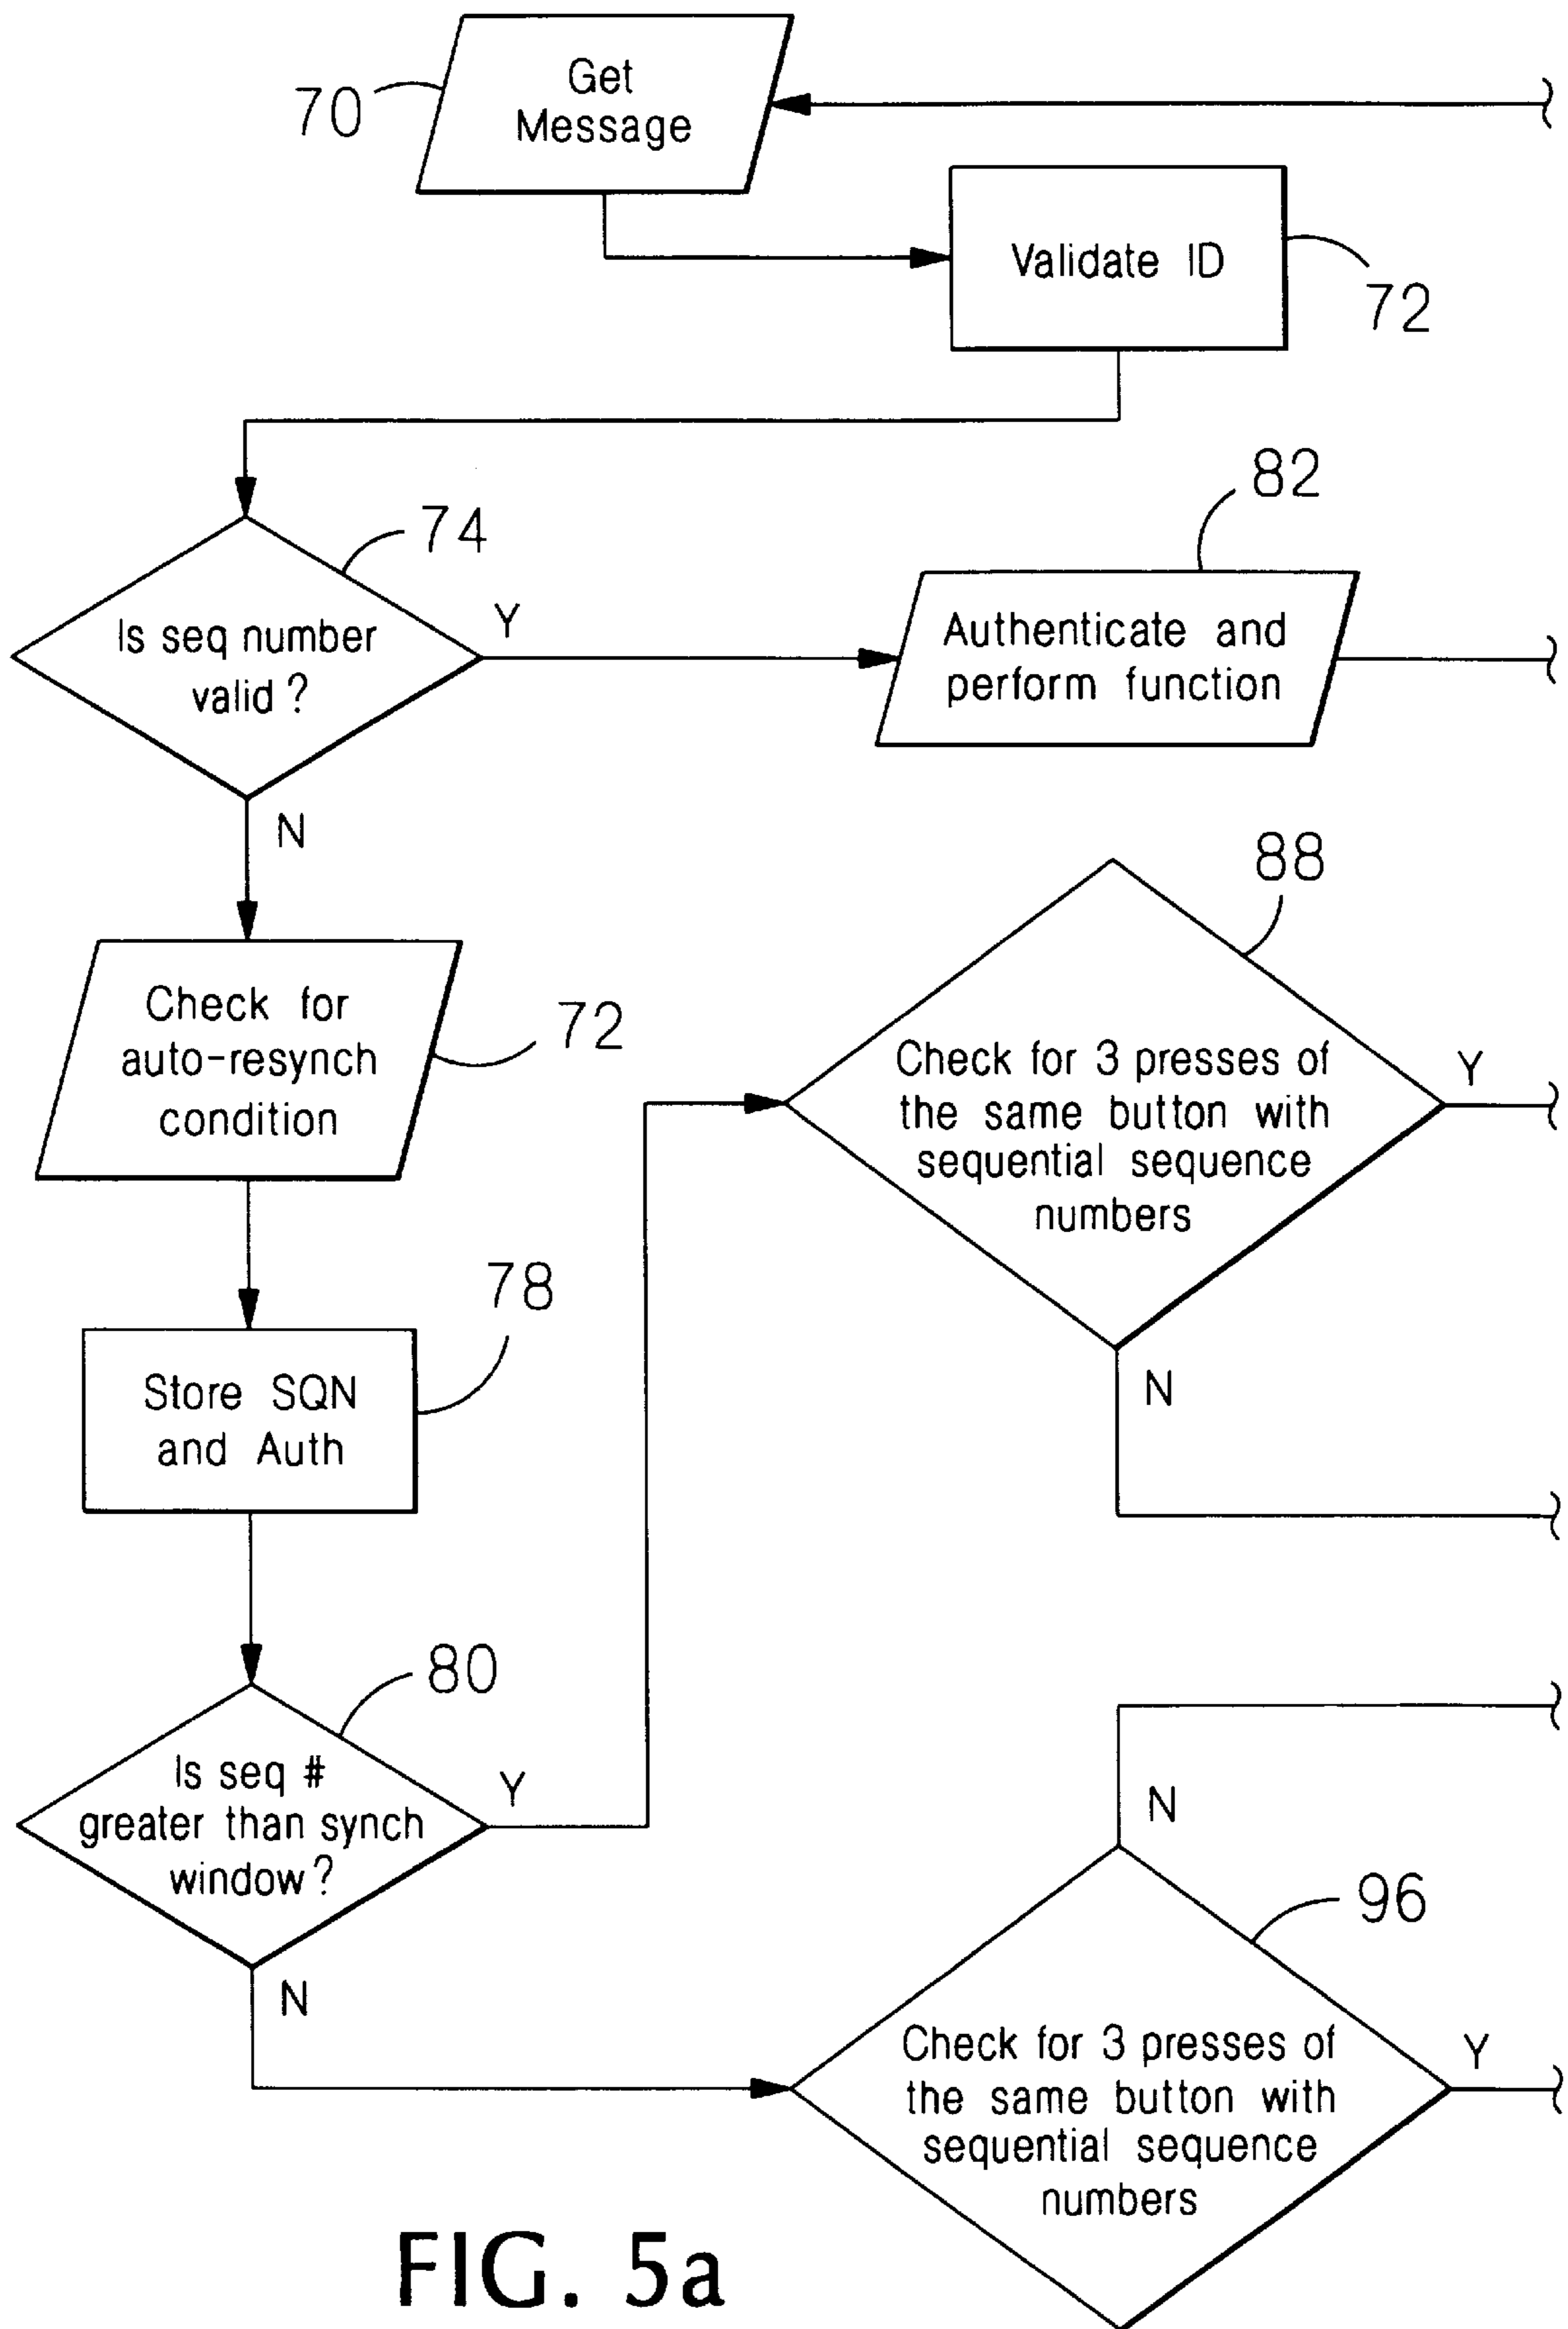 Get
Message
70
Validate ID
72
82
74
Is seq number
valid ?
Y
Authenticate and
perform function
N
88
Check for
auto-resynch
condition
72
Check for 3 presses of
the same button with
sequential sequence
numbers
Y
N
78
Store SQN
and Auth
80
Is seq #
greater than synch
window ?
Y
N
N
96
Check for 3 presses of
the same button with
sequential sequence
numbers
Y
FIG. 5a